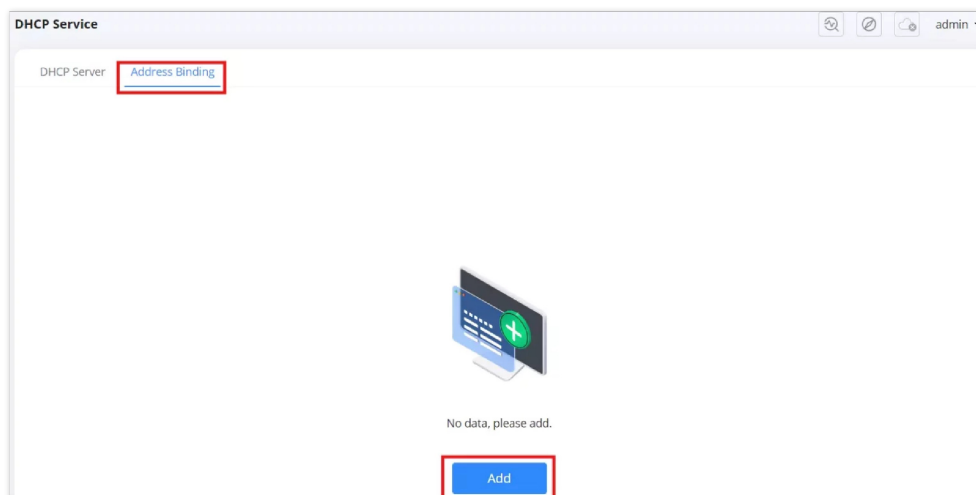 DHCP Service
admin
DHCP Server
Address Binding
No data, please add.
Add